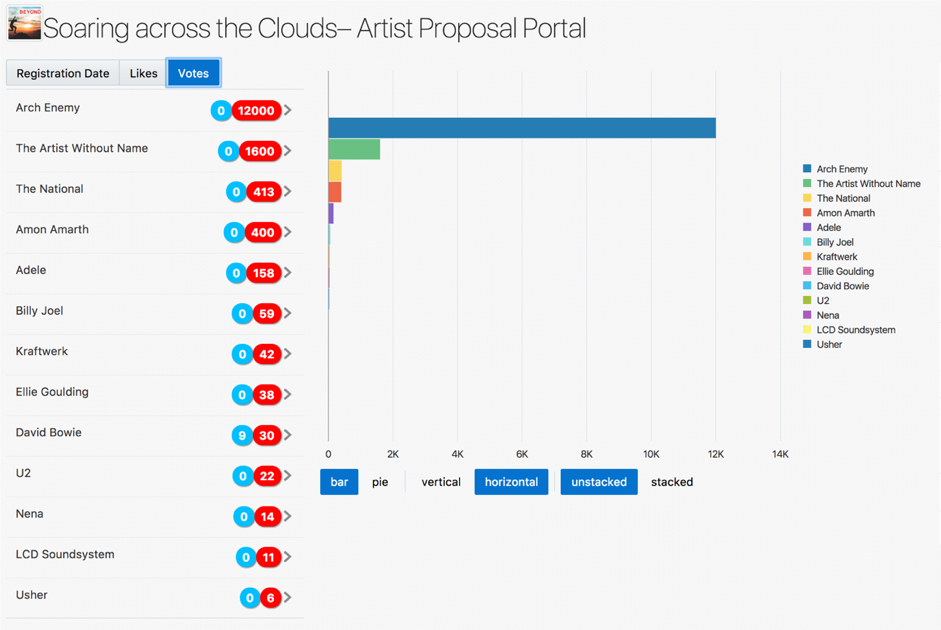 BEYOND
Soaring across the Clouds– Artist Proposal Portal
Registration Date Likes Votes
Arch Enemy 0 12000
The Artist Without Name 0 1600
The National 0 413
Amon Amarth 0 400
Adele 0 158
Billy Joel 0 59
Kraftwerk 0 42
Ellie Goulding 0 38
David Bowie 9 30
U2 0 22
Nena 0 14
LCD Soundsystem 0 11
Usher 0 6
0 2K 4K 6K 8K 10K 12K 14K
bar pie vertical horizontal unstacked stacked
Arch Enemy
The Artist Without Name
The National
Amon Amarth
Adele
Billy Joel
Kraftwerk
Ellie Goulding
David Bowie
U2
Nena
LCD Soundsystem
Usher